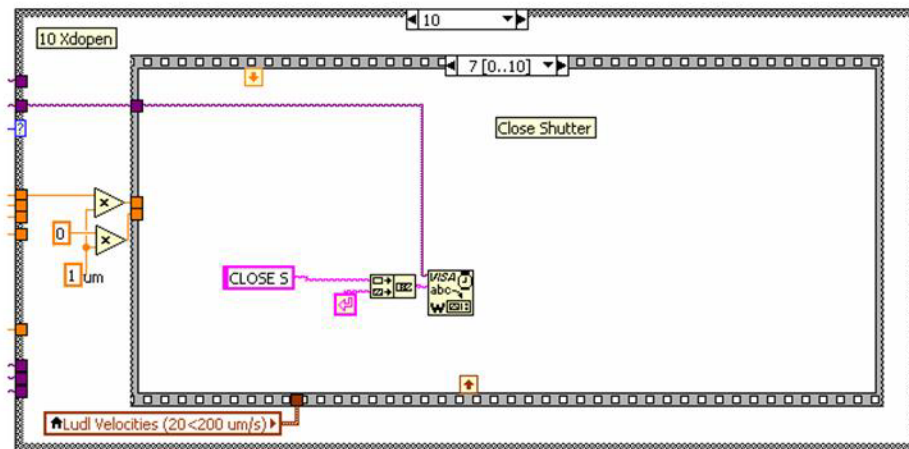 10
10 Xdopen
7 [0..10]
?
Close Shutter
0
1 um
CLOSE S
VISA
abc
W
Ludl Velocities (20<200 um/s)